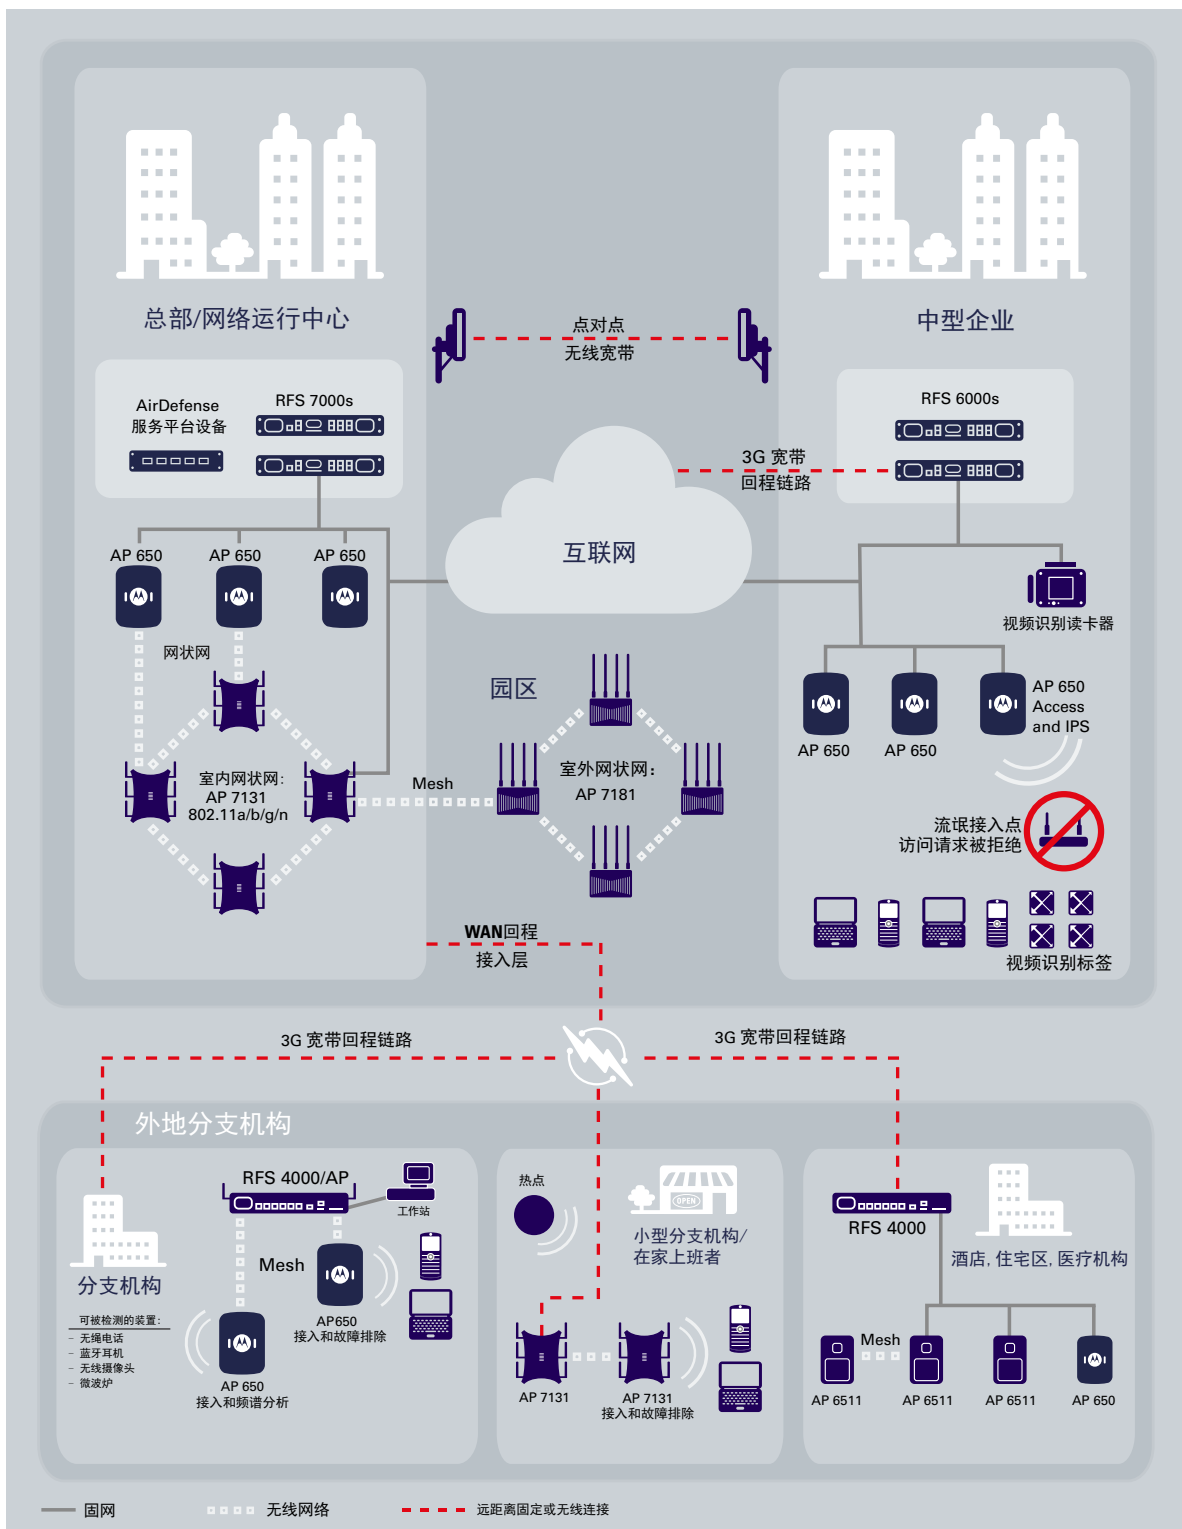 总部/网络运行中心
中型企业
点对点
无线宽带
AirDefense
服务平台设备
RFS 7000s
RFS 6000s
3G 宽带
回程链路
互联网
AP 650
AP 650
AP 650
视频识别读卡器
网状网
园区
AP 650
Access
and IPS
AP 650
AP 650
室内网状网:
AP 7131
802.11a/b/g/n
Mesh
室外网状网:
AP 7181
流氓接入点
访问请求被拒绝
WAN回程
接入层
视频识别标签
3G 宽带回程链路
3G 宽带回程链路
外地分支机构
RFS 4000/AP
工作站
Mesh
分支机构
可被检测的装置:
– 无绳电话
– 蓝牙耳机
– 无线摄像头
– 微波炉
AP650
接入和故障排除
AP 650
接入和频谱分析
热点
OPEN
小型分支机构/
在家上班者
AP 7131
AP 7131
接入和故障排除
RFS 4000
酒店, 住宅区, 医疗机构
Mesh
AP 6511
AP 6511
AP 6511
AP 650
固网
无线网络
远距离固定或无线连接